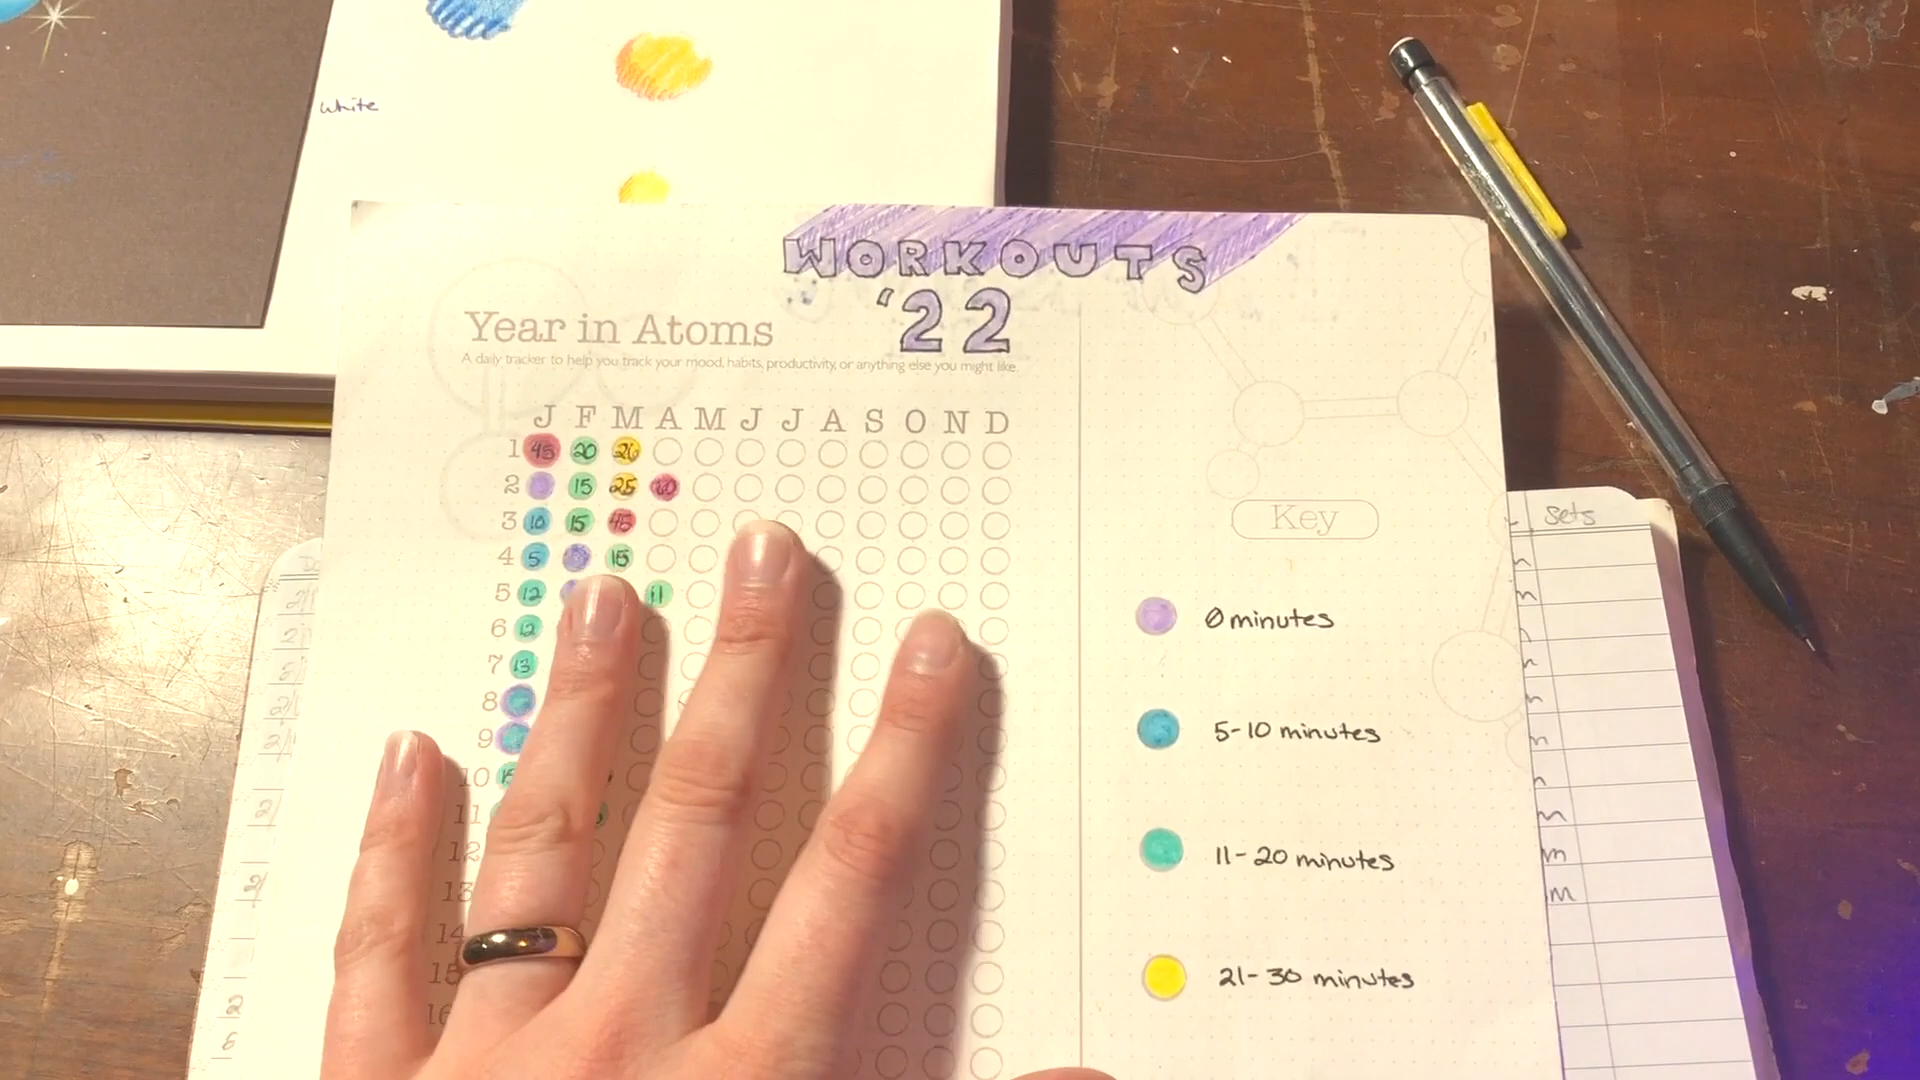 white
WORKOUTS
'22
Year in Atoms
A daily tracker to help you track your mood, habits, productivity, or anything else you might like.
J F M A M J J A S O N D
1 45 20 26
2 15 25
3 10 15 45
4 5 15
5 12 11
6 12
7 13
8
9
10 15
11
12
13
14
15
16
Key
0 minutes
5-10 minutes
11-20 minutes
21-30 minutes
sets